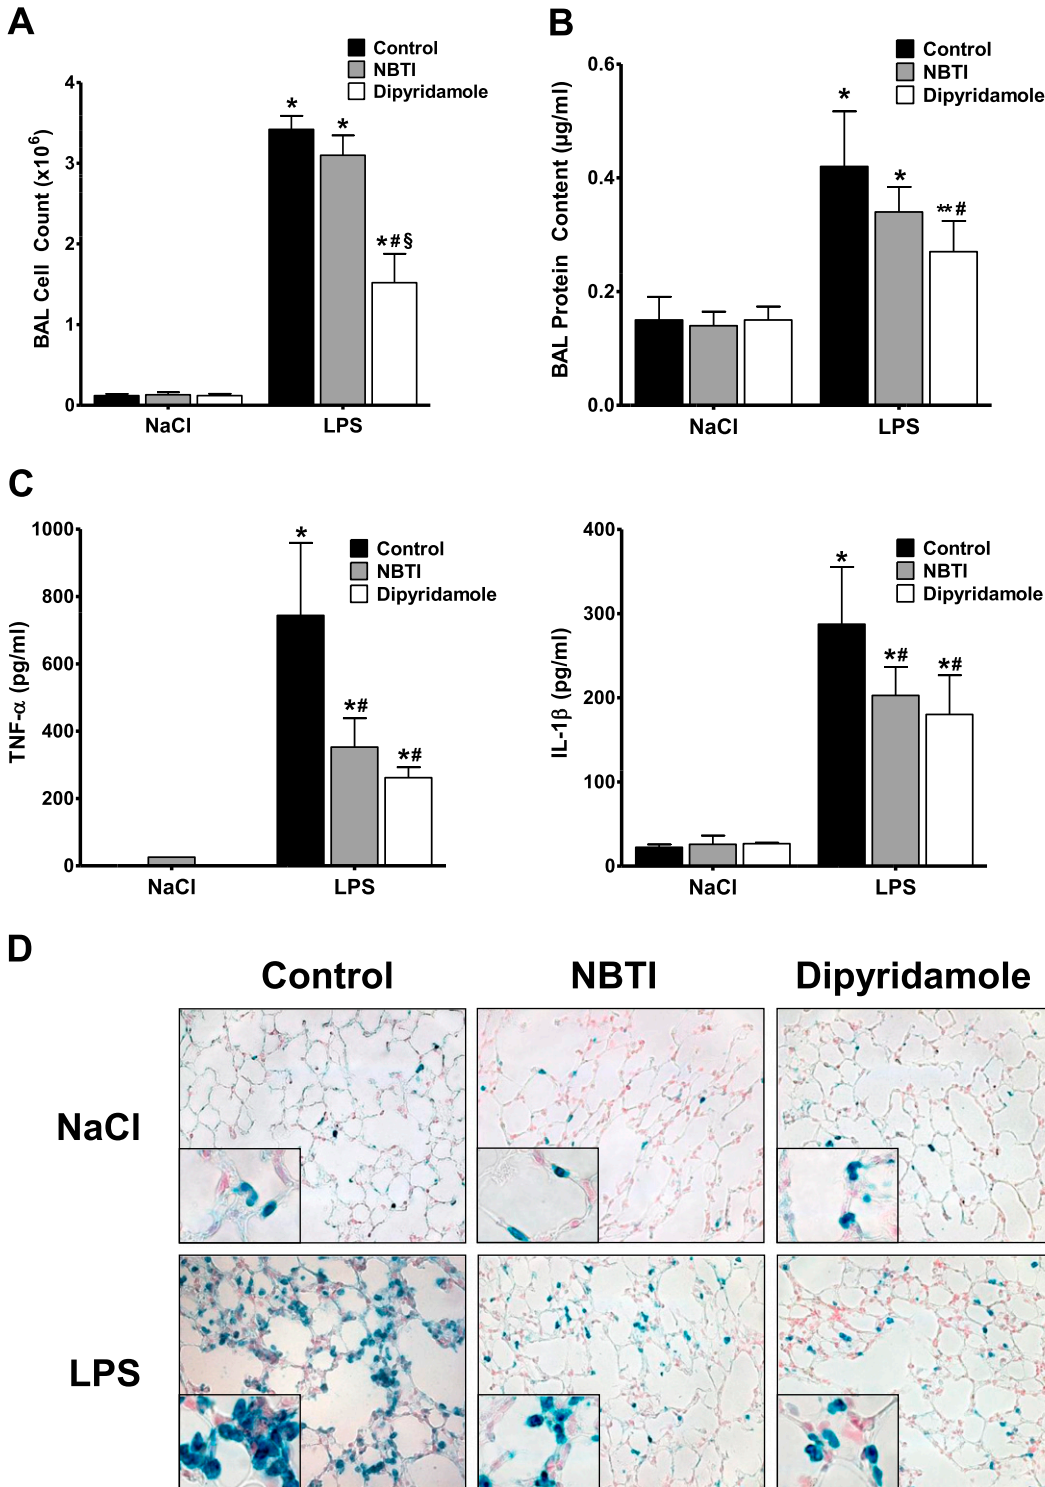 A
Control
NBTI
Dipyridamole
BAL Cell Count (x10⁶)
4
3
2
1
0
*
*
*#§
NaCl
LPS
B
Control
NBTI
Dipyridamole
BAL Protein Content (µg/ml)
0.6
0.4
0.2
0.0
*
*
**#
NaCl
LPS
C
Control
NBTI
Dipyridamole
TNF-α (pg/ml)
1000
800
600
400
200
0
*
*#
*#
NaCl
LPS
Control
NBTI
Dipyridamole
IL-1β (pg/ml)
400
300
200
100
0
*
*#
*#
NaCl
LPS
D
Control NBTI Dipyridamole
NaCl
LPS